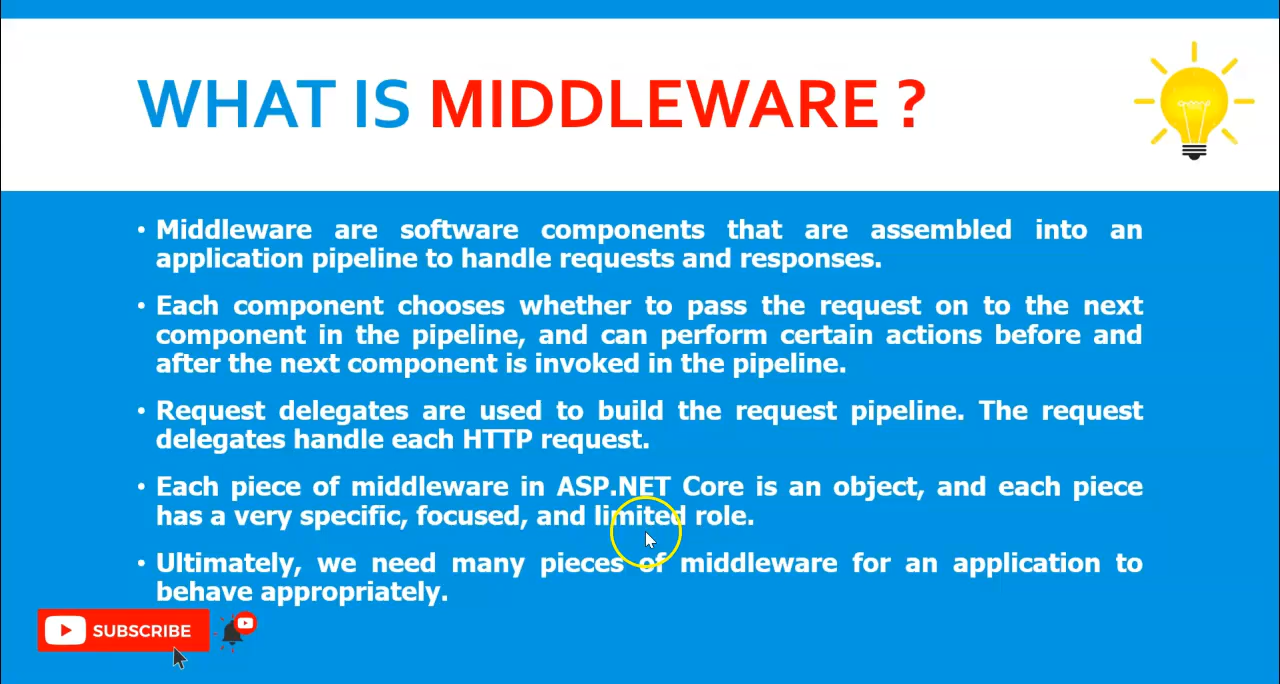 WHAT IS MIDDLEWARE ?
• Middleware are software components that are assembled into an
application pipeline to handle requests and responses.
• Each component chooses whether to pass the request on to the next
component in the pipeline, and can perform certain actions before and
after the next component is invoked in the pipeline.
• Request delegates are used to build the request pipeline. The request
delegates handle each HTTP request.
• Each piece of middleware in ASP.NET Core is an object, and each piece
has a very specific, focused, and limited role.
• Ultimately, we need many pieces of middleware for an application to
behave appropriately.
SUBSCRIBE